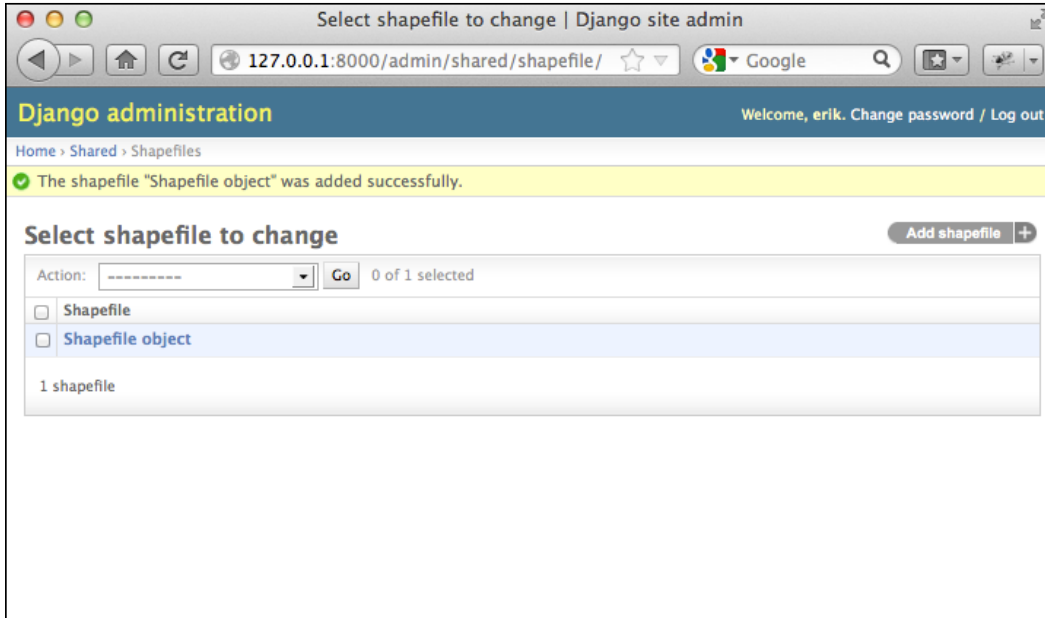 Select shapefile to change | Django site admin
127.0.0.1:8000/admin/shared/shapefile/
Google
Django administration
Welcome, erik. Change password / Log out
Home › Shared › Shapefiles
The shapefile "Shapefile object" was added successfully.
Select shapefile to change
Add shapefile +
Action: --------- Go 0 of 1 selected
Shapefile
Shapefile object
1 shapefile